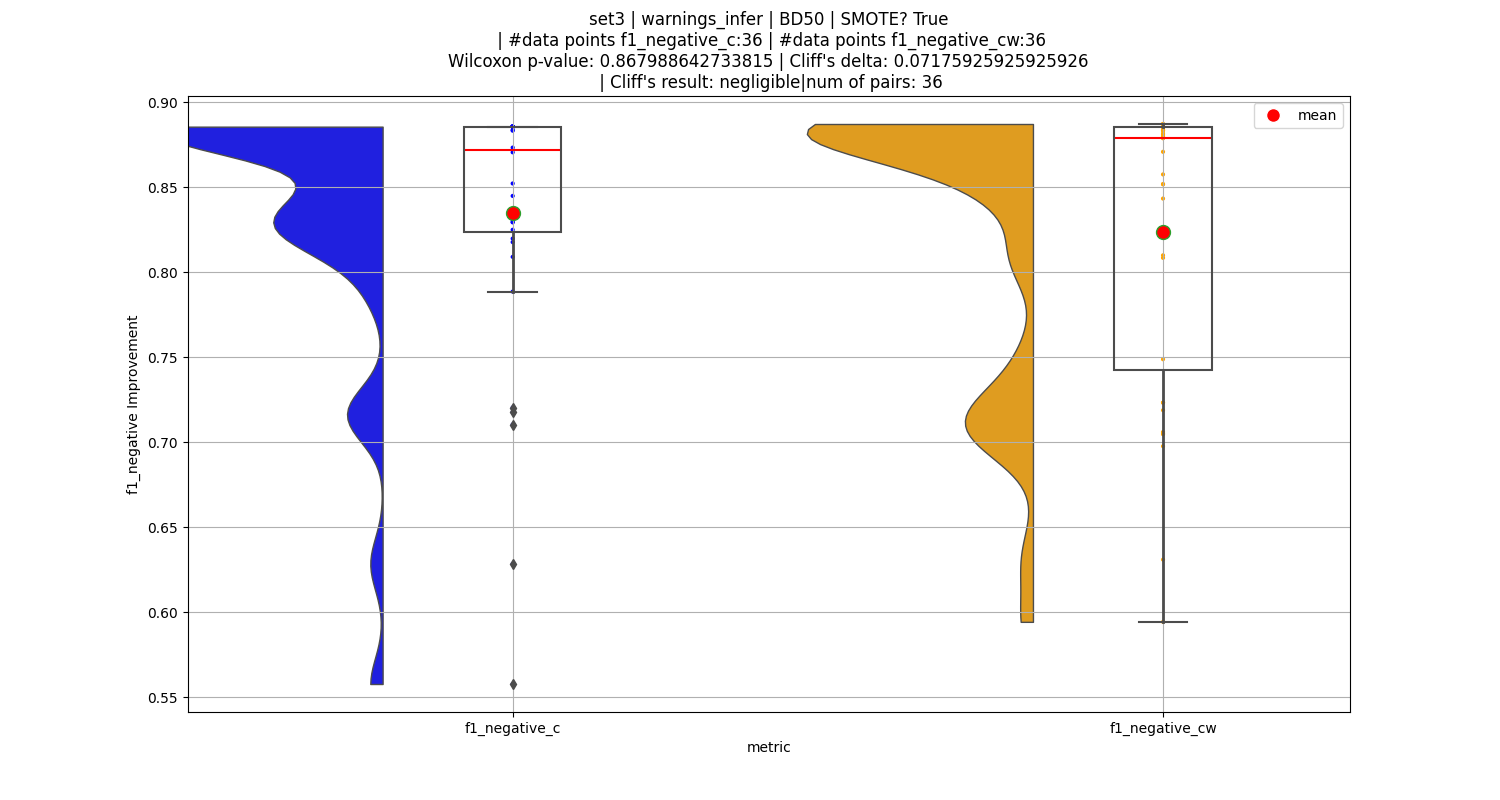 set3 | warnings_infer | BD50 | SMOTE? True
| #data points f1_negative_c:36 | #data points f1_negative_cw:36
Wilcoxon p-value: 0.867988642733815 | Cliff's delta: 0.07175925925925926
| Cliff's result: negligible|num of pairs: 36
mean
0.90
0.85
0.80
0.75
0.70
0.65
0.60
0.55
f1_negative Improvement
f1_negative_c
f1_negative_cw
metric